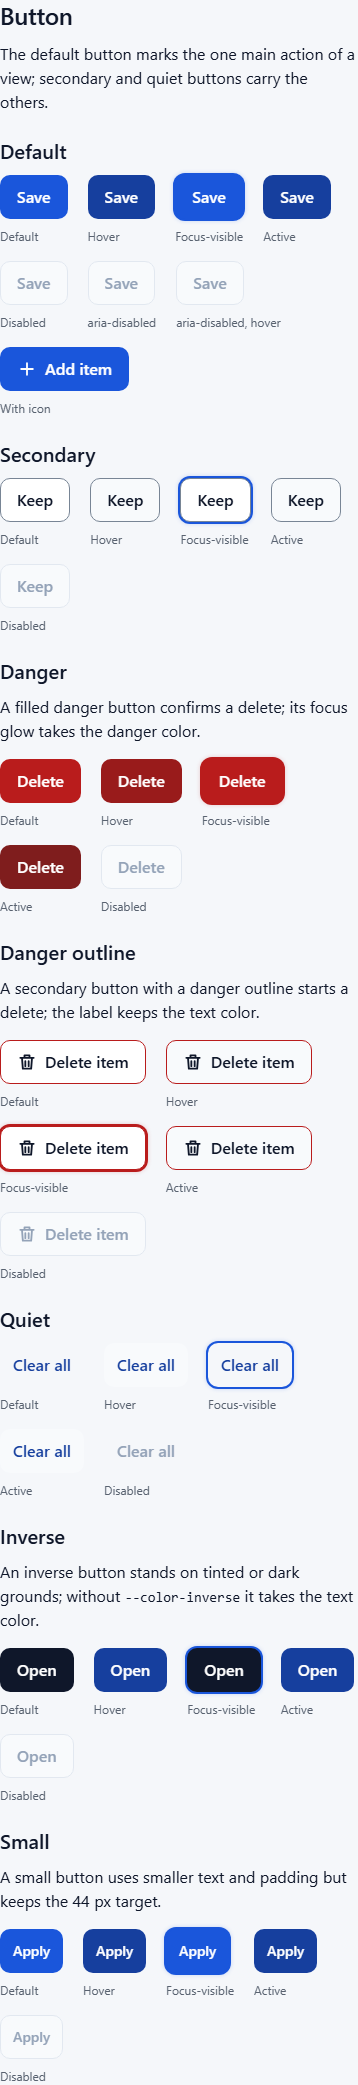 Button
The default button marks the one main action of a
view; secondary and quiet buttons carry the
others.
Default
Save Save Save Save
Default Hover Focus-visible Active
Save Save Save
Disabled aria-disabled aria-disabled, hover
Add item
With icon
Secondary
Keep Keep Keep Keep
Default Hover Focus-visible Active
Keep
Disabled
Danger
A filled danger button confirms a delete; its focus
glow takes the danger color.
Delete Delete Delete
Default Hover Focus-visible
Delete Delete
Active Disabled
Danger outline
A secondary button with a danger outline starts a
delete; the label keeps the text color.
Delete item Delete item
Default Hover
Delete item Delete item
Focus-visible Active
Delete item
Disabled
Quiet
Clear all Clear all Clear all
Default Hover Focus-visible
Clear all Clear all
Active Disabled
Inverse
An inverse button stands on tinted or dark
grounds; without --color-inverse it takes the text
color.
Open Open Open Open
Default Hover Focus-visible Active
Open
Disabled
Small
A small button uses smaller text and padding but
keeps the 44 px target.
Apply Apply Apply Apply
Default Hover Focus-visible Active
Apply
Disabled